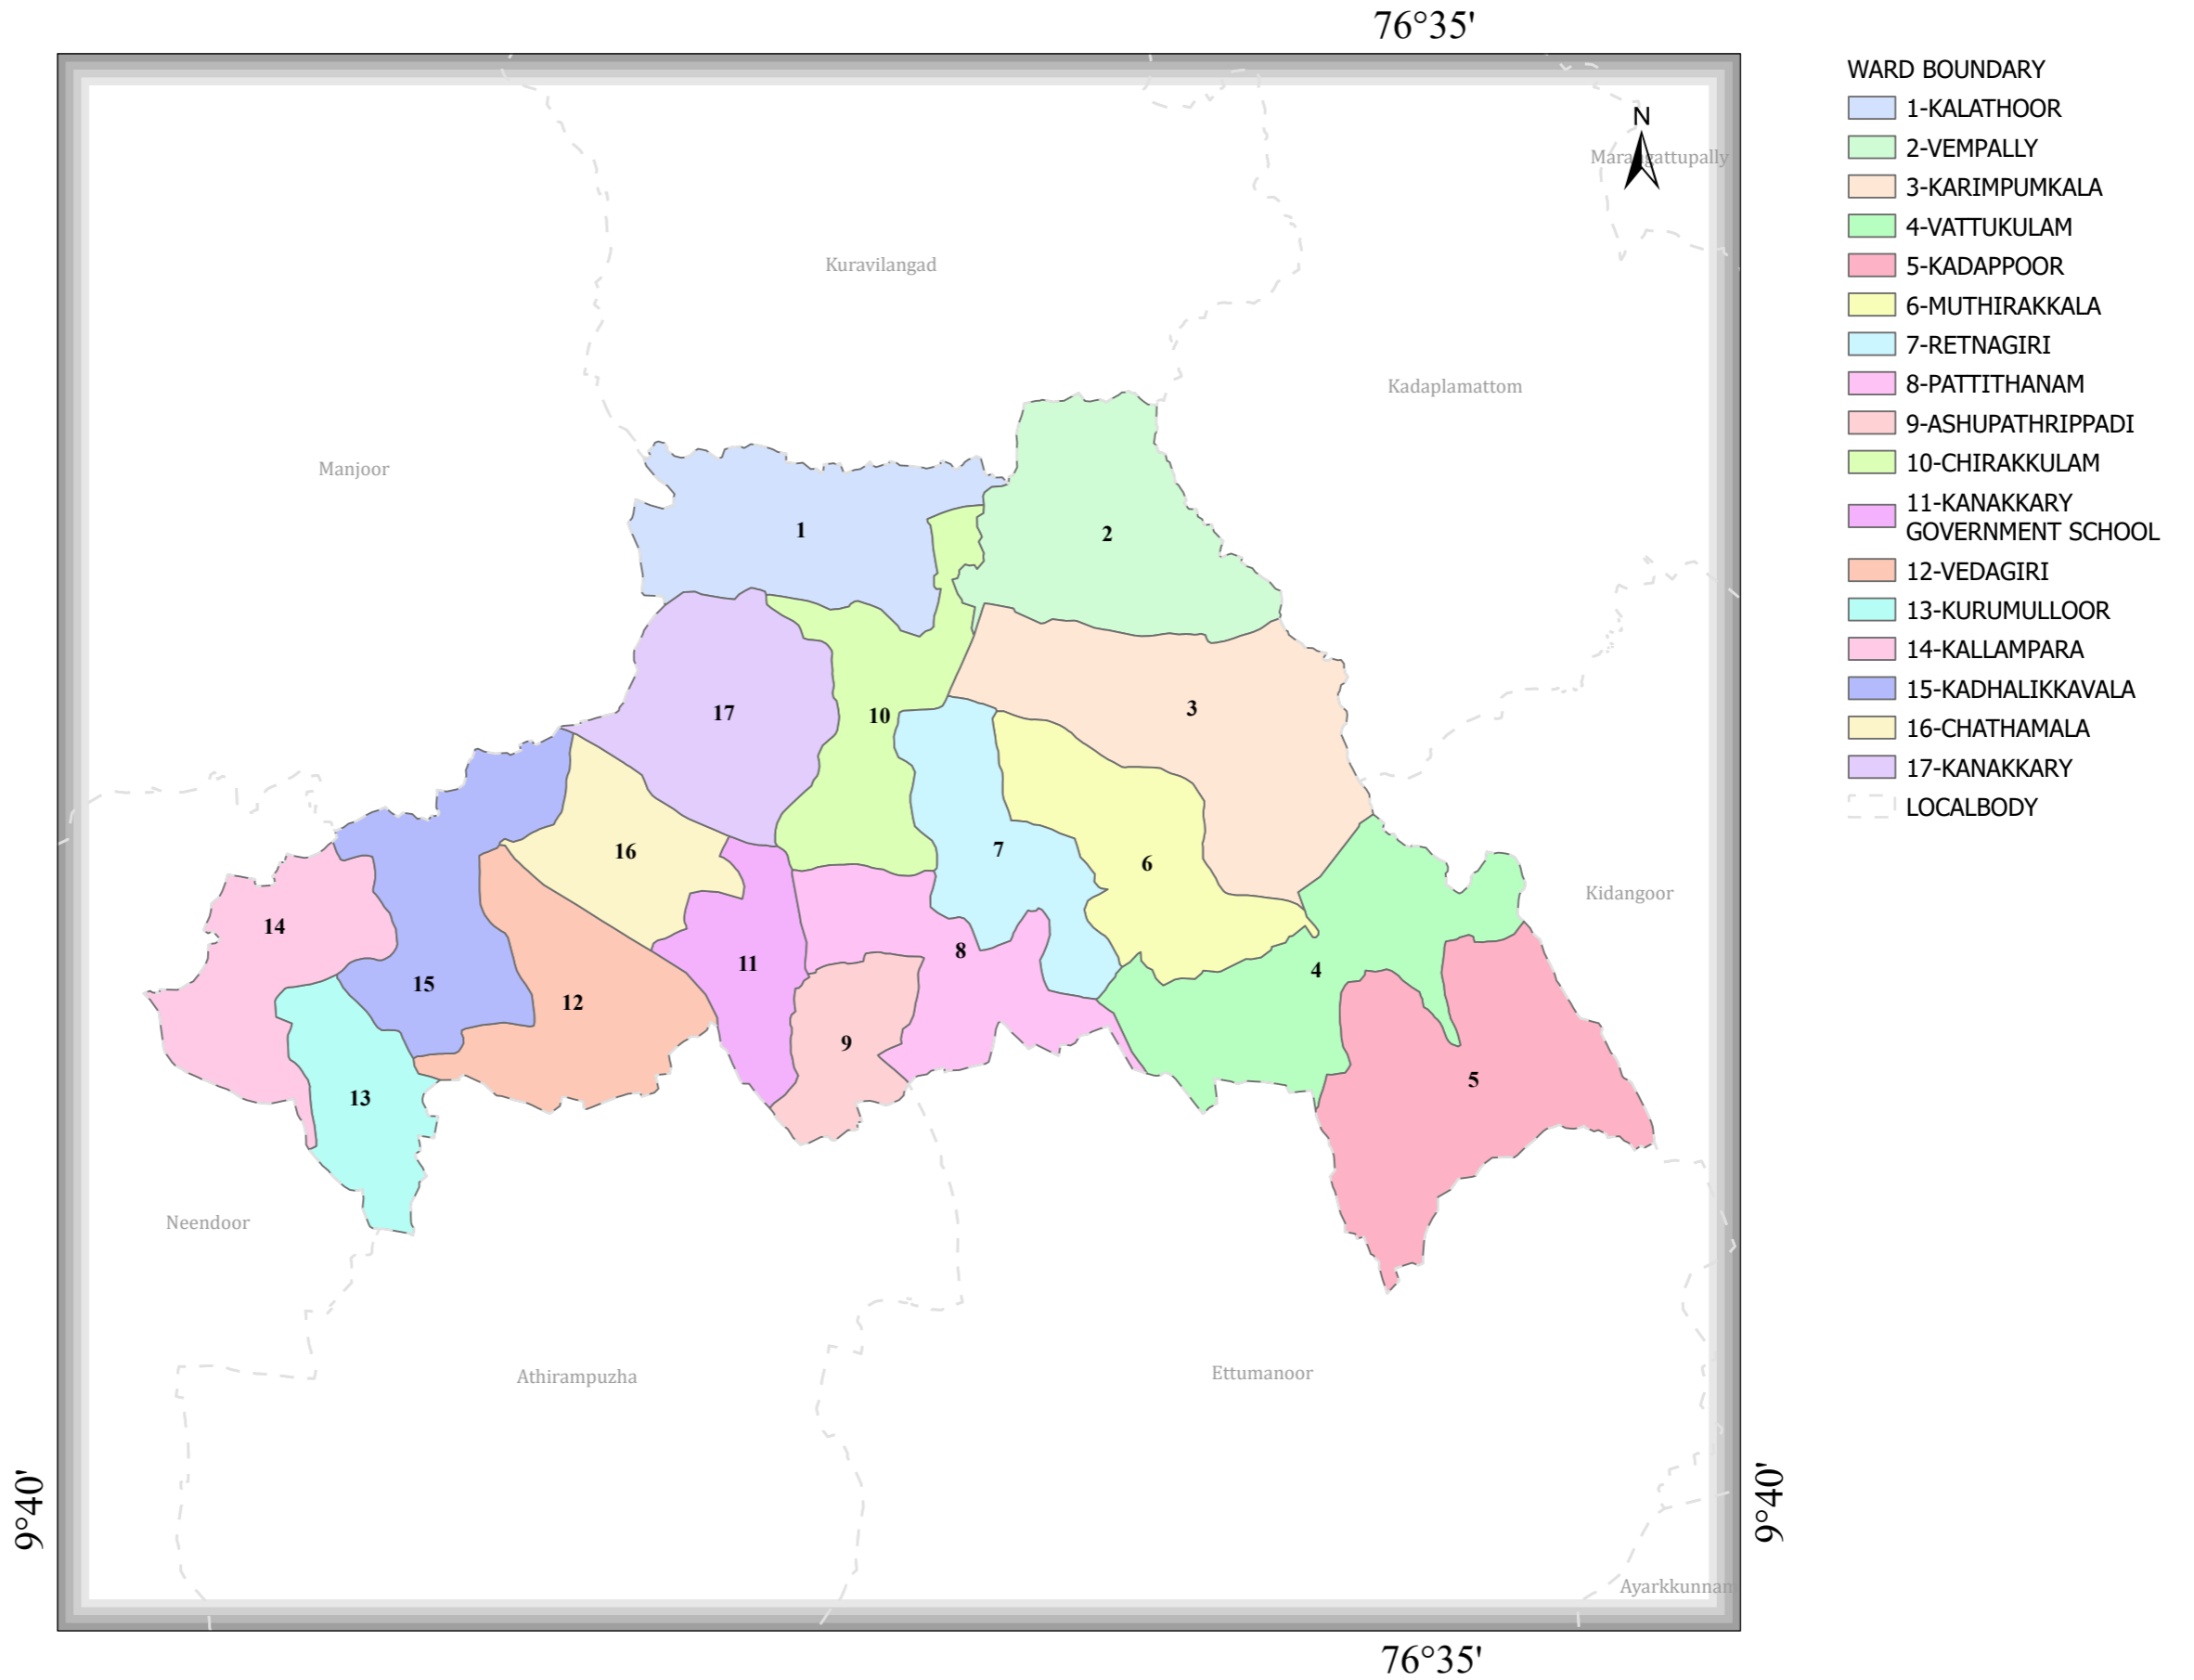 76°35'
WARD BOUNDARY
1-KALATHOOR
2-VEMPALLY
3-KARIMPUMKALA
4-VATTUKULAM
5-KADAPPOOR
6-MUTHIRAKKALA
7-RETNAGIRI
8-PATTITHANAM
9-ASHUPATHRIPPADI
10-CHIRAKKULAM
11-KANAKKARY
GOVERNMENT SCHOOL
12-VEDAGIRI
13-KURUMULLOOR
14-KALLAMPARA
15-KADHALIKKAVALA
16-CHATHAMALA
17-KANAKKARY
LOCALBODY
N
Marangattupally
Kuravilangad
Kadaplamattom
Manjoor
1
2
3
17
10
7
16
6
Kidangoor
14
8
11
4
15
12
9
5
13
Neendoor
Athirampuzha
Ettumanoor
9°40'
9°40'
Ayarkkunnam
76°35'